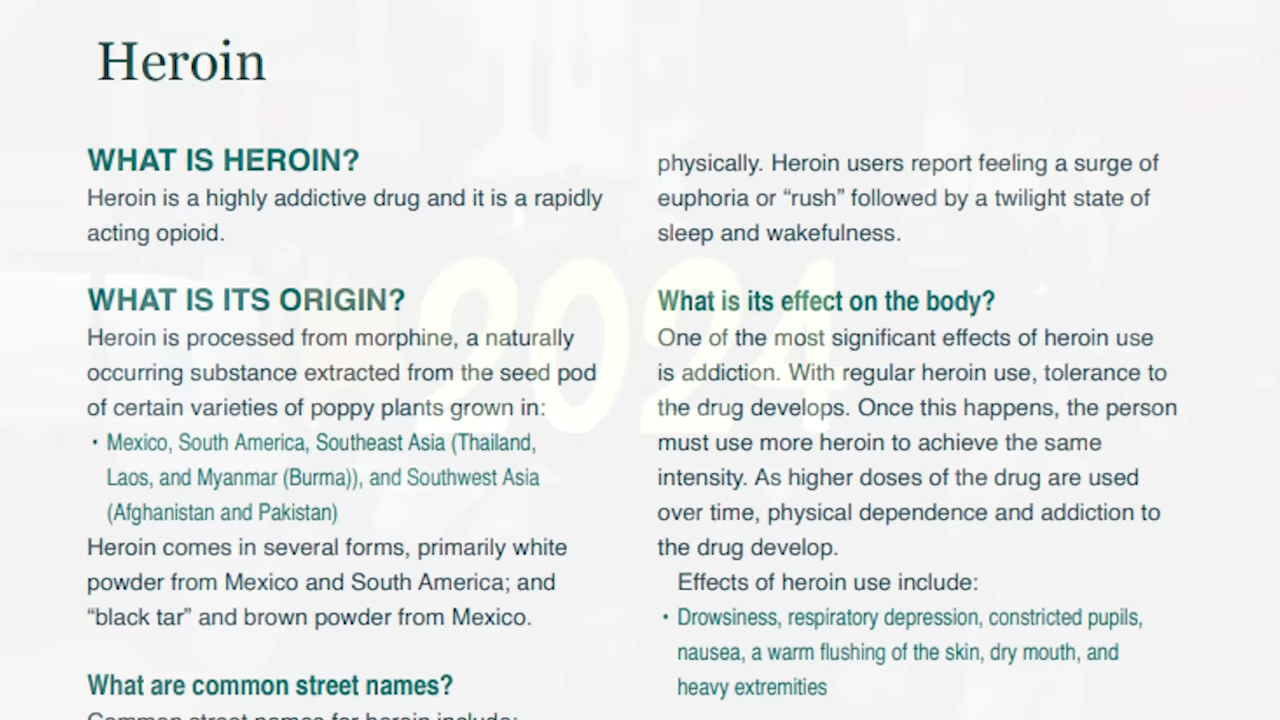 Heroin
WHAT IS HEROIN?
Heroin is a highly addictive drug and it is a rapidly
acting opioid.
WHAT IS ITS ORIGIN?
Heroin is processed from morphine, a naturally
occurring substance extracted from the seed pod
of certain varieties of poppy plants grown in:
• Mexico, South America, Southeast Asia (Thailand,
Laos, and Myanmar (Burma)), and Southwest Asia
(Afghanistan and Pakistan)
Heroin comes in several forms, primarily white
powder from Mexico and South America; and
“black tar” and brown powder from Mexico.
What are common street names?
Common street names for heroin include:
physically. Heroin users report feeling a surge of
euphoria or “rush” followed by a twilight state of
sleep and wakefulness.
What is its effect on the body?
One of the most significant effects of heroin use
is addiction. With regular heroin use, tolerance to
the drug develops. Once this happens, the person
must use more heroin to achieve the same
intensity. As higher doses of the drug are used
over time, physical dependence and addiction to
the drug develop.
Effects of heroin use include:
• Drowsiness, respiratory depression, constricted pupils,
nausea, a warm flushing of the skin, dry mouth, and
heavy extremities
2024